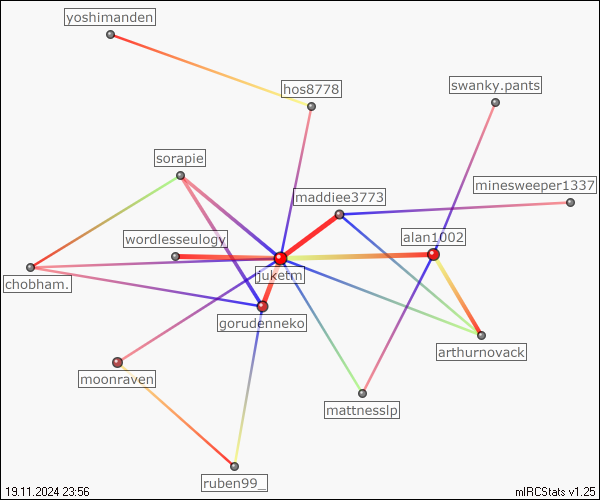 yoshimanden
hos8778
swanky.pants
sorapie
maddiee3773
minesweeper1337
wordlesseulogy
alan1002
juketm
chobham.
gorudenneko
arthurnovack
moonraven
mattnesslp
ruben99_
19.11.2024 23:56
mIRCStats v1.25